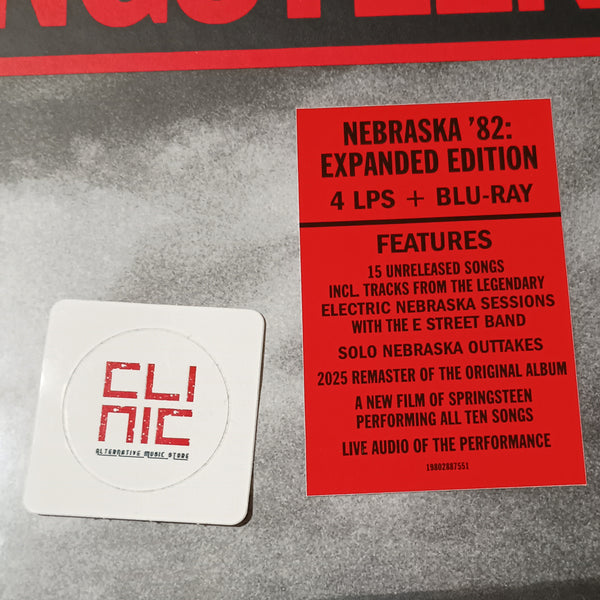 NGSTEEN
NEBRASKA '82:
EXPANDED EDITION
4 LPS + BLU-RAY
FEATURES
15 UNRELEASED SONGS
INCL. TRACKS FROM THE LEGENDARY
ELECTRIC NEBRASKA SESSIONS
WITH THE E STREET BAND
SOLO NEBRASKA OUTTAKES
2025 REMASTER OF THE ORIGINAL ALBUM
A NEW FILM OF SPRINGSTEEN
PERFORMING ALL TEN SONGS
LIVE AUDIO OF THE PERFORMANCE
19802887551
CLI
NIC
ALTERNATIVE MUSIC STORE